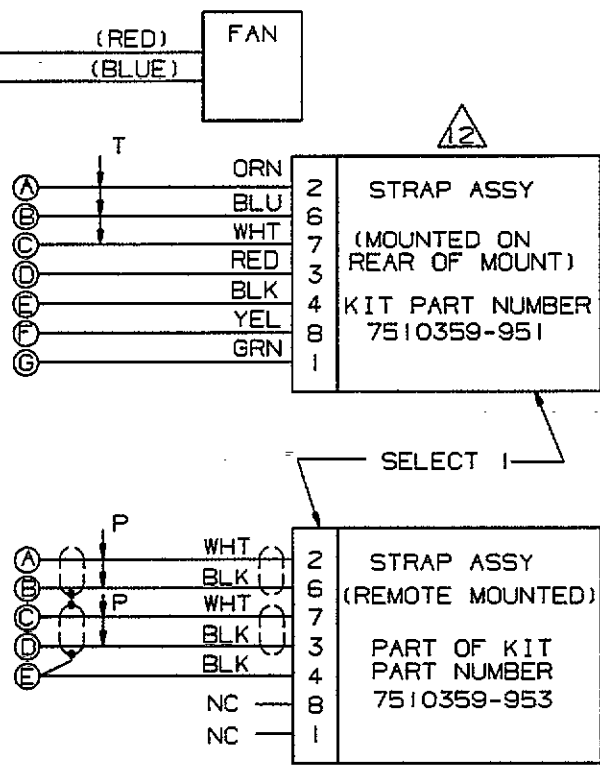 (RED)
(BLUE)
FAN
12
T
A ORN 2
B BLU 6
C WHT 7
D RED 3
E BLK 4
F YEL 8
G GRN 1
STRAP ASSY
(MOUNTED ON
REAR OF MOUNT)
KIT PART NUMBER
7510359-951
SELECT 1
P
A WHT 2
B BLK 6
P
C WHT 7
D BLK 3
E BLK 4
NC 8
NC 1
STRAP ASSY
(REMOTE MOUNTED)
PART OF KIT
PART NUMBER
7510359-953